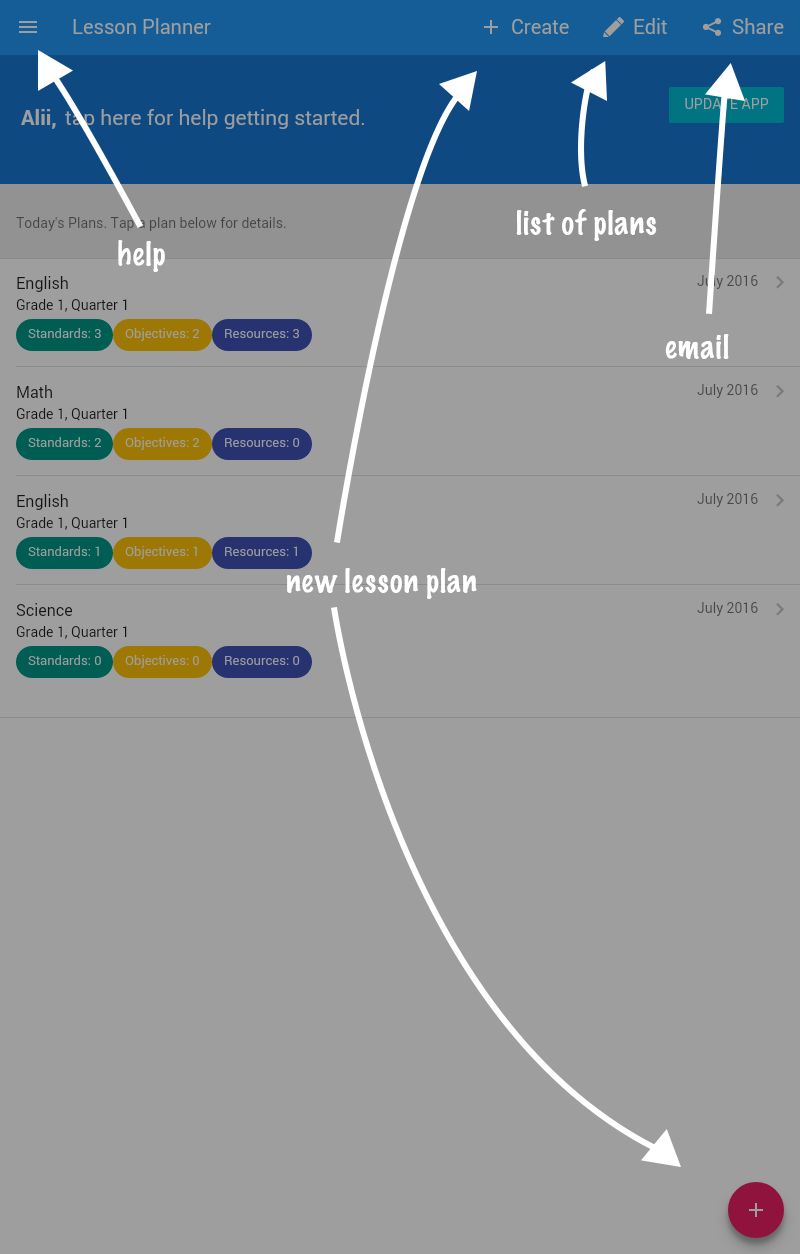 Lesson Planner
Create
Edit
Share
Alii, tap here for help getting started.
UPDATE APP
Today's Plans. Tap a plan below for details.
help
list of plans
email
English
July 2016
Grade 1, Quarter 1
Standards: 3
Objectives: 2
Resources: 3
Math
July 2016
Grade 1, Quarter 1
Standards: 2
Objectives: 2
Resources: 0
English
July 2016
Grade 1, Quarter 1
Standards: 1
Objectives: 1
Resources: 1
new lesson plan
Science
July 2016
Grade 1, Quarter 1
Standards: 0
Objectives: 0
Resources: 0